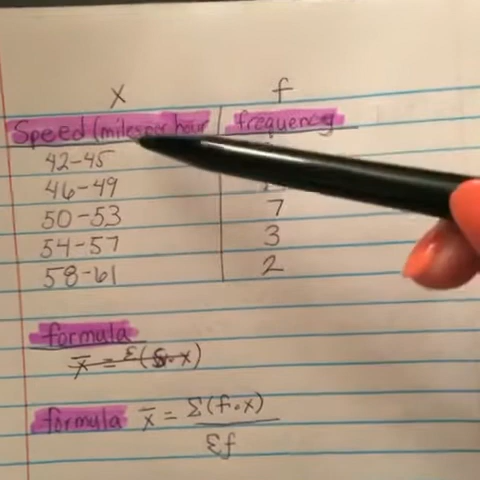 x f
Speed (miles per hour frequency
42-45
46-49
50-53 7
54-57 3
58-61 2
formula
x̄ = Σ(f·x)
formula x̄ = Σ(f·x)
Σf